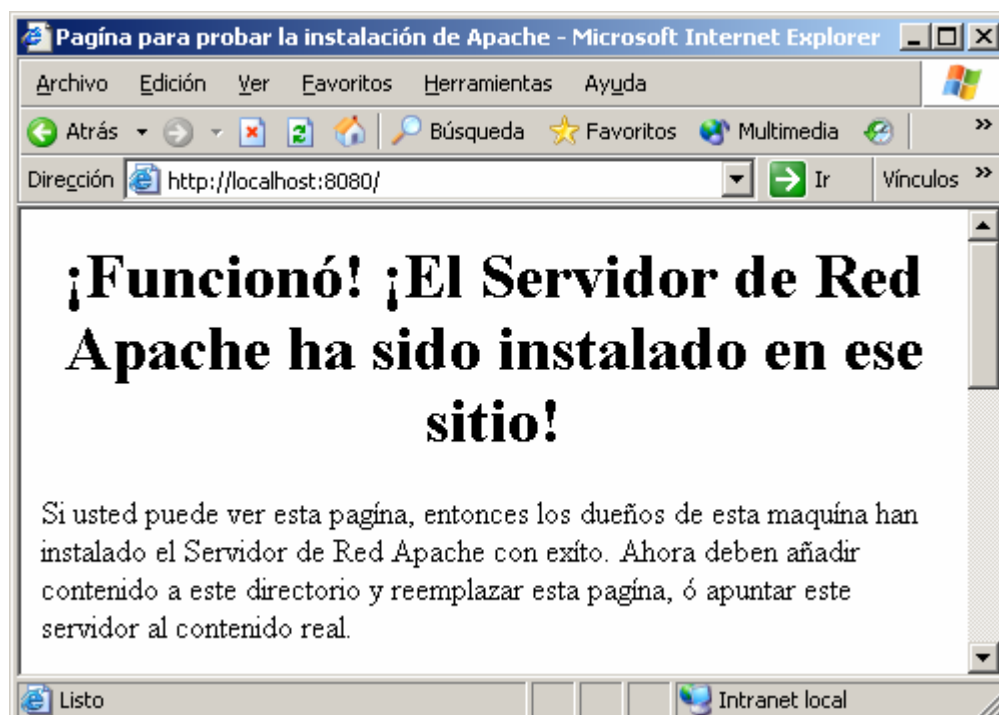 Pagína para probar la instalación de Apache - Microsoft Internet Explorer
Archivo Edición Ver Favoritos Herramientas Ayuda
Atrás Búsqueda Favoritos Multimedia »
Dirección http://localhost:8080/ Ir Vínculos »
¡Funcionó! ¡El Servidor de Red
Apache ha sido instalado en ese
sitio!
Si usted puede ver esta pagína, entonces los dueños de esta maquína han
instalado el Servidor de Red Apache con exíto. Ahora deben añadir
contenido a este directorio y reemplazar esta pagína, ó apuntar este
servidor al contenido real.
Listo Intranet local